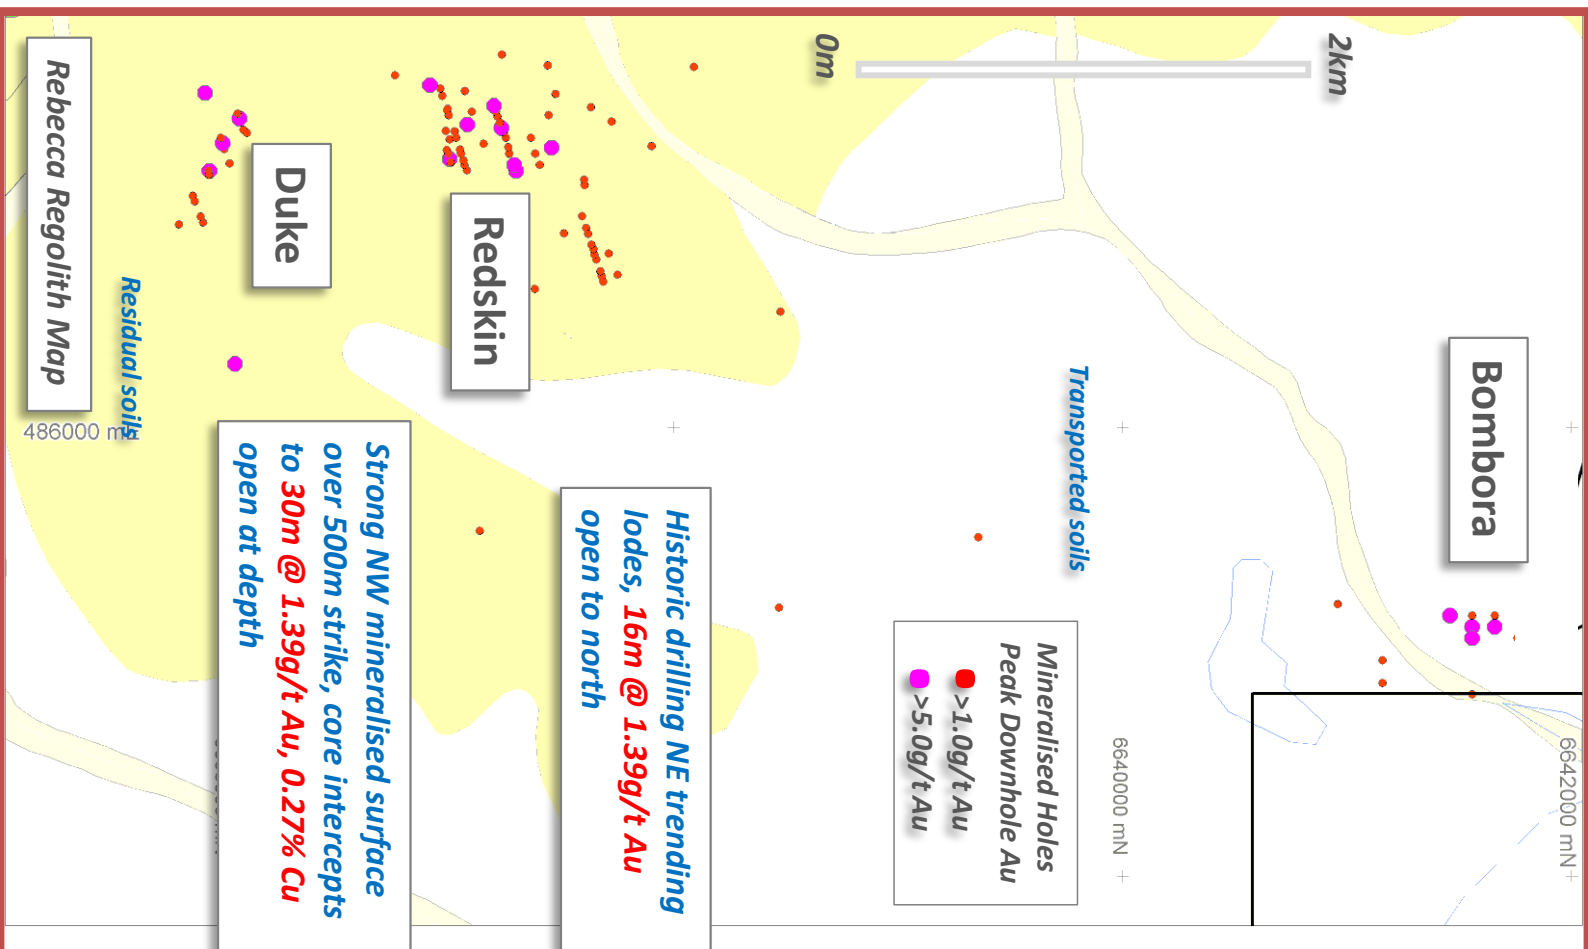 Rebecca Regolith Map
Residual soils
486000 m
Duke
Redskin
Strong NW mineralised surface
over 500m strike, core intercepts
to 30m @ 1.39g/t Au, 0.27% Cu
open at depth
Historic drilling NE trending
lodes, 16m @ 1.39g/t Au
open to north
0m
2km
Transported soils
Bombora
Mineralised Holes
Peak Downhole Au
>1.0g/t Au
>5.0g/t Au
6640000 mN
6642000 mN